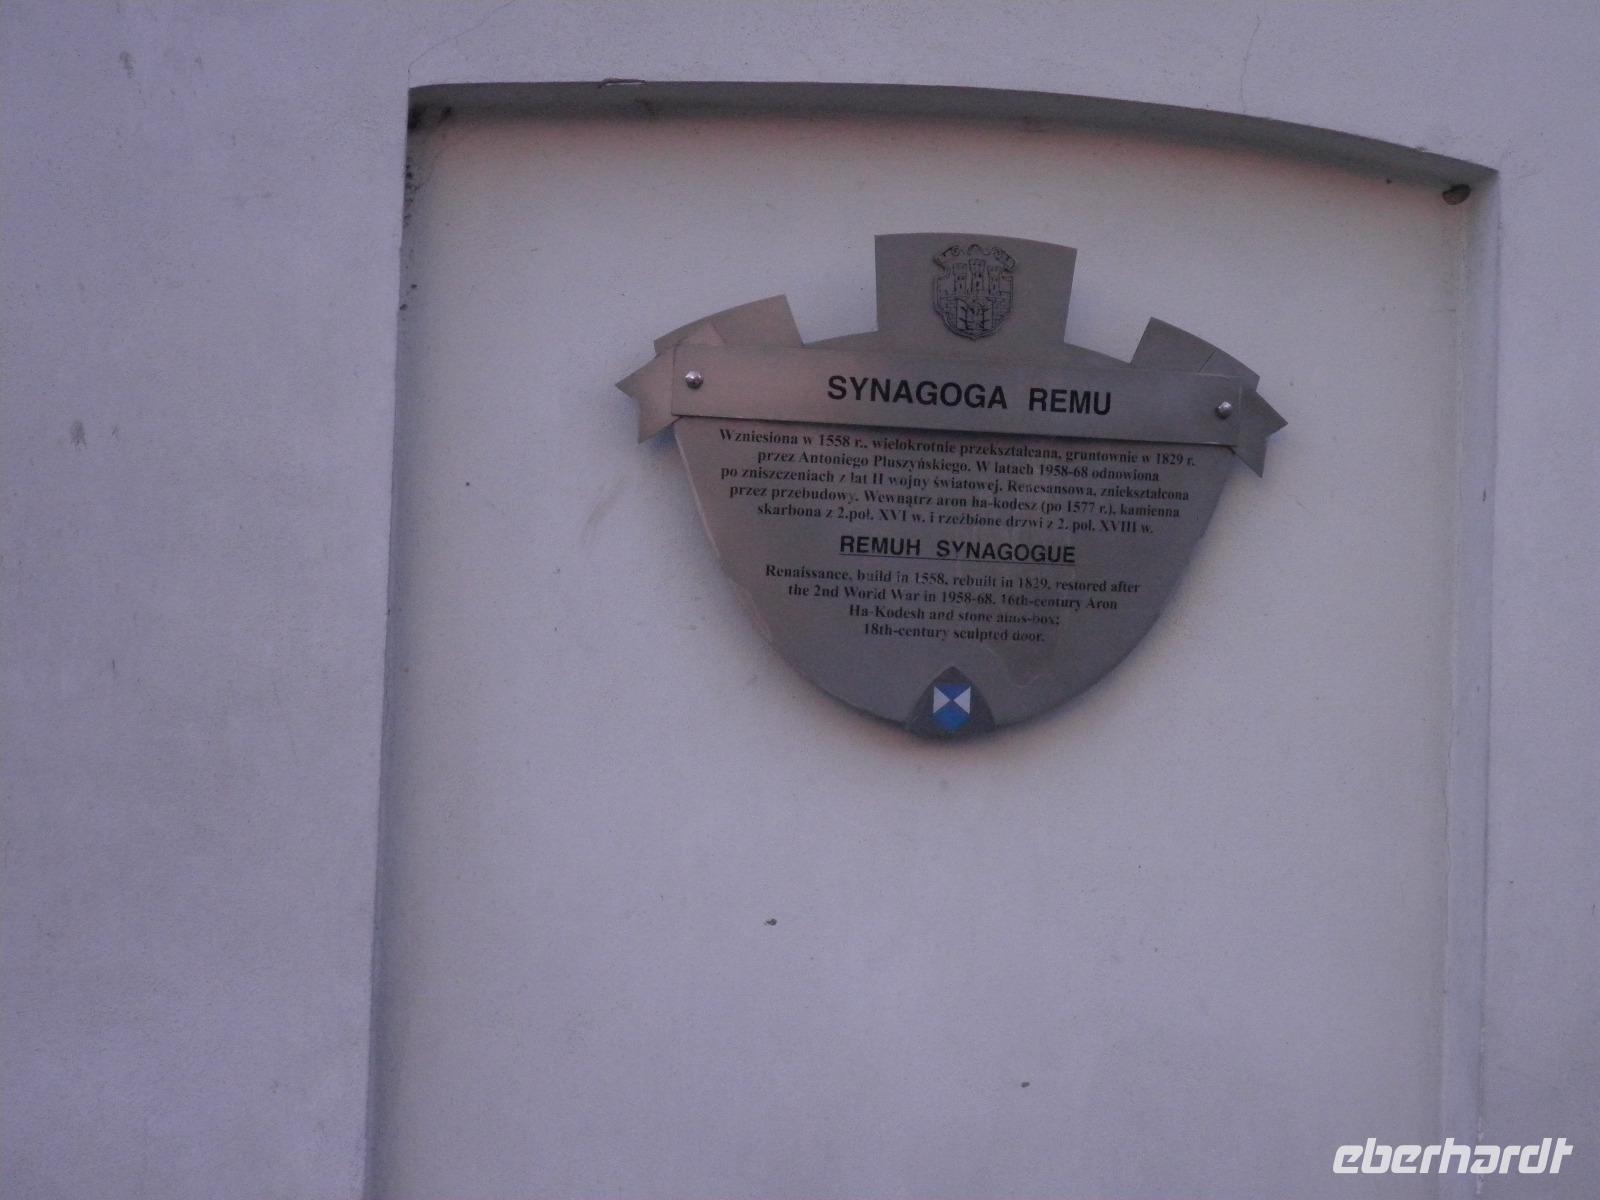 SYNAGOGA REMU
Wzniesiona w 1558 r., wielokrotnie przekształcana, gruntownie w 1829 r.
przez Antoniego Pluszyńskiego. W latach 1958-68 odnowiona
po zniszczeniach z lat II wojny światowej. Renesansowa, zniekształcona
przez przebudowy. Wewnątrz aron ha-kodesz (po 1577 r.), kamienna
skarbona z 2.poł. XVI w. i rzeźbione drzwi z 2. poł. XVIII w.
REMUH SYNAGOGUE
Renaissance, build in 1558, rebuilt in 1829, restored after
the 2nd World War in 1958-68. 16th-century Aron
Ha-Kodesh and stone alms-box;
18th-century sculpted door.
eberhardt